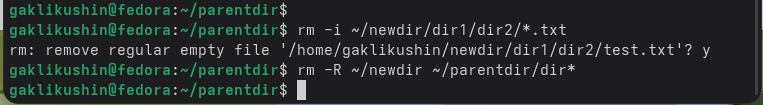 gaklikushin@fedora:~/parentdir$
gaklikushin@fedora:~/parentdir$ rm -i ~/newdir/dir1/dir2/*.txt
rm: remove regular empty file '/home/gaklikushin/newdir/dir1/dir2/test.txt'? y
gaklikushin@fedora:~/parentdir$ rm -R ~/newdir ~/parentdir/dir*
gaklikushin@fedora:~/parentdir$